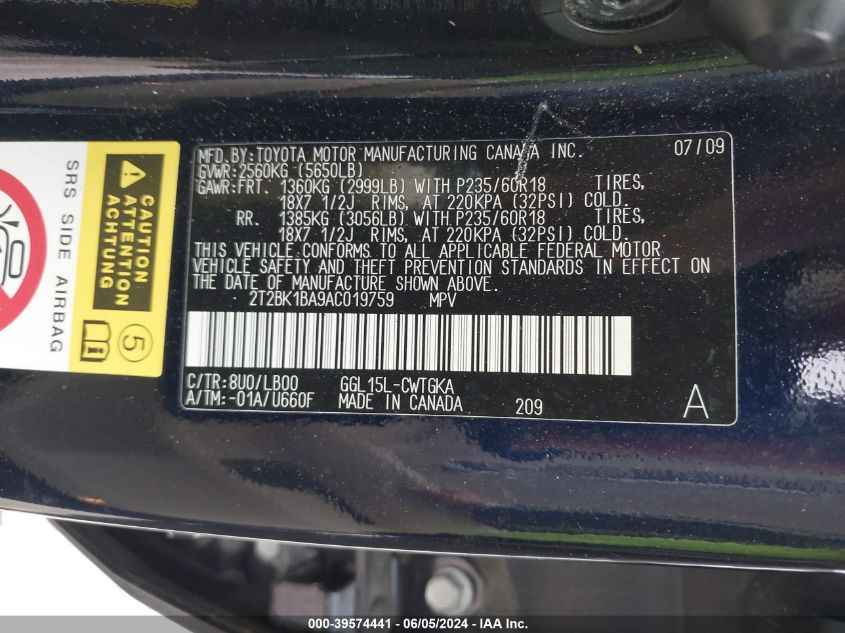 SRS SIDE AIRBAG
CAUTION
ATTENTION
ACHTUNG
5
MFD.BY:TOYOTA MOTOR MANUFACTURING CANADA INC. 07/09
GVWR:2560KG (5650LB)
GAWR:FRT. 1360KG (2999LB) WITH P235/60R18 TIRES,
18X7 1/2J RIMS, AT 220KPA (32PSI) COLD.
RR. 1385KG (3056LB) WITH P235/60R18 TIRES,
18X7 1/2J RIMS, AT 220KPA (32PSI) COLD.
THIS VEHICLE CONFORMS TO ALL APPLICABLE FEDERAL MOTOR
VEHICLE SAFETY AND THEFT PREVENTION STANDARDS IN EFFECT ON
THE DATE OF MANUFACTURE SHOWN ABOVE.
2T2BK1BA9AC019759 MPV
C/TR:8U0/LB00 GGL15L-CWTGKA
A/TM:-01A/U660F MADE IN CANADA 209 A
000-39574441 - 06/05/2024 - IAA Inc.